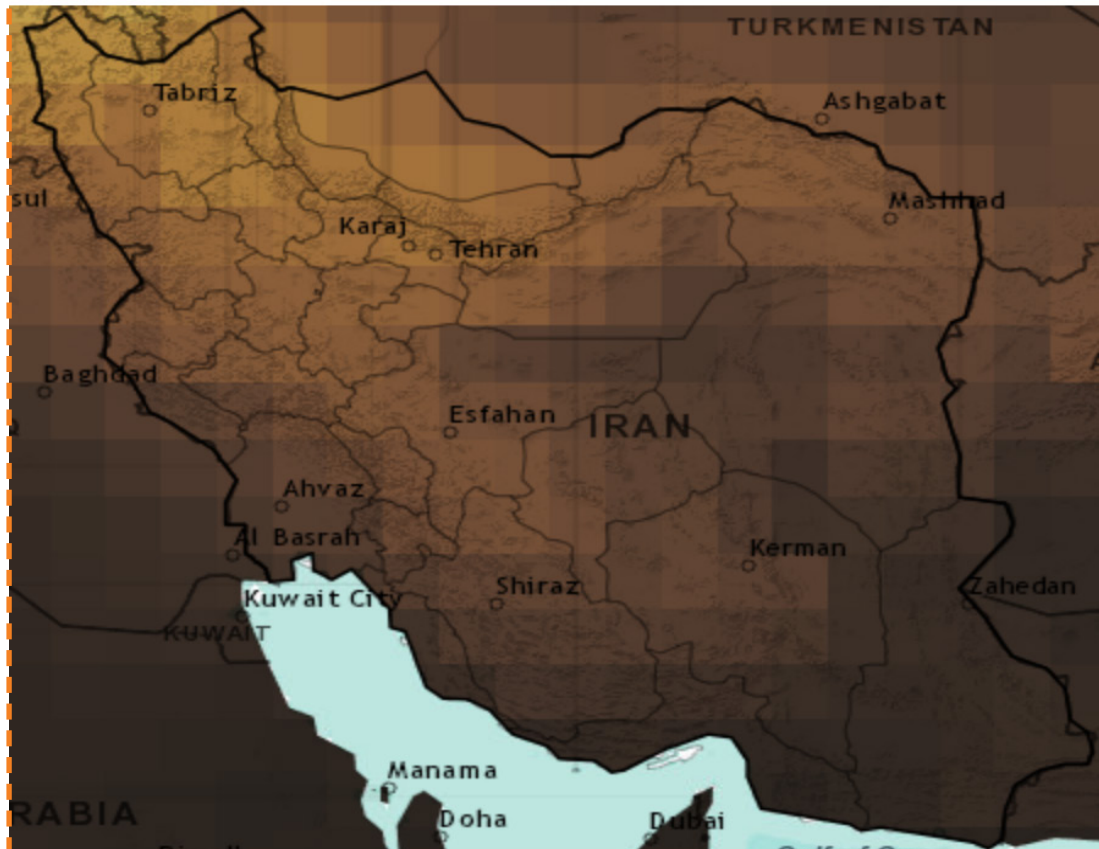 TURKMENISTAN
Tabriz
Ashgabat
sul
Mashhad
Karaj
Tehran
Baghdad
Esfahan
IRAN
Ahvaz
Al Basrah
Kerman
Shiraz
Zahedan
Kuwait City
KUWAIT
Manama
RABIA
Doha
Dubai